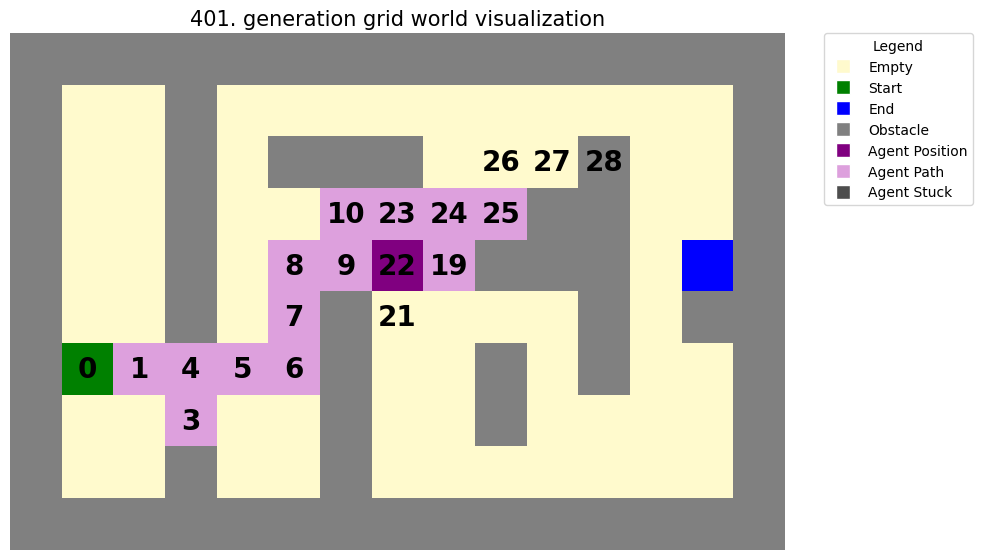 401. generation grid world visualization
Legend
Empty
Start
End
Obstacle
Agent Position
Agent Path
Agent Stuck
26 27 28
10 23 24 25
8 9 22 19
7 21
0 1 4 5 6
3